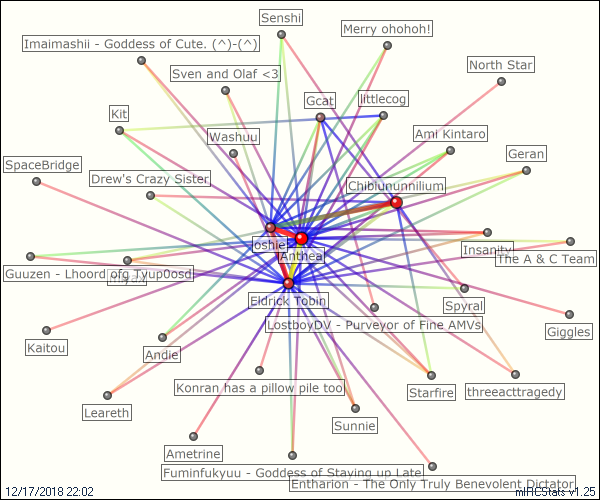 Senshi
Merry ohohoh!
Imaimashii - Goddess of Cute. (^)-(^)
North Star
Sven and Olaf <3
Gcat
littlecog
Kit
Ami Kintaro
Washuu
Geran
SpaceBridge
Drew's Crazy Sister
Chibiununnilium
Joshie
Insanity
Anthea
The A & C Team
Guuzen - Lhoord ofg Tyup0osd
Eldrick Tobin
Spyral
LostboyDV - Purveyor of Fine AMVs
Giggles
Kaitou
Andie
Konran has a pillow pile too
Starfire
threeacttragedy
Leareth
Sunnie
Ametrine
Fuminfukyuu - Goddess of Staying up Late
Entharion - The Only Truly Benevolent Dictator
12/17/2018 22:02
mIRCStats v1.25